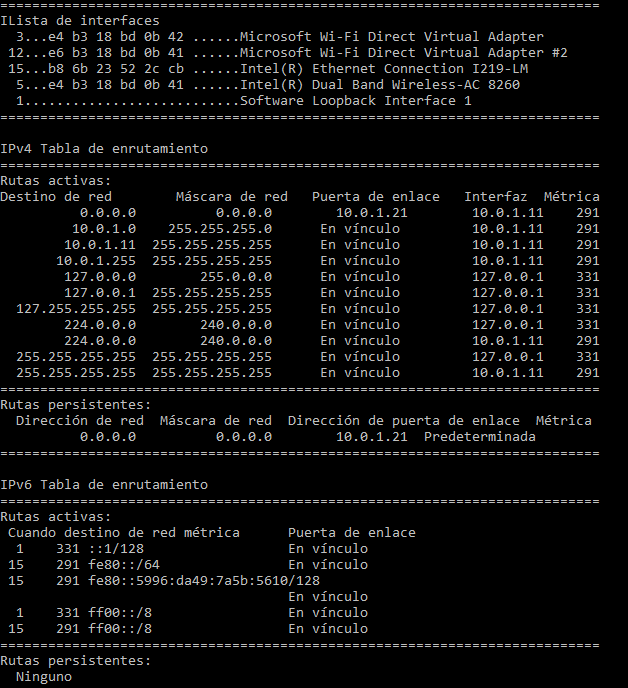 ===========================================================================
ILista de interfaces
  3...e4 b3 18 bd 0b 42 ......Microsoft Wi-Fi Direct Virtual Adapter
 12...e6 b3 18 bd 0b 41 ......Microsoft Wi-Fi Direct Virtual Adapter #2
 15...b8 6b 23 52 2c cb ......Intel(R) Ethernet Connection I219-LM
  5...e4 b3 18 bd 0b 41 ......Intel(R) Dual Band Wireless-AC 8260
  1...........................Software Loopback Interface 1
===========================================================================
IPv4 Tabla de enrutamiento
===========================================================================
Rutas activas:
Destino de red        Máscara de red   Puerta de enlace   Interfaz  Métrica
          0.0.0.0          0.0.0.0        10.0.1.21        10.0.1.11    291
         10.0.1.0    255.255.255.0      En vínculo         10.0.1.11    291
        10.0.1.11  255.255.255.255      En vínculo         10.0.1.11    291
       10.0.1.255  255.255.255.255      En vínculo         10.0.1.11    291
        127.0.0.0        255.0.0.0      En vínculo         127.0.0.1    331
        127.0.0.1  255.255.255.255      En vínculo         127.0.0.1    331
  127.255.255.255  255.255.255.255      En vínculo         127.0.0.1    331
        224.0.0.0        240.0.0.0      En vínculo         127.0.0.1    331
        224.0.0.0        240.0.0.0      En vínculo         10.0.1.11    291
  255.255.255.255  255.255.255.255      En vínculo         127.0.0.1    331
  255.255.255.255  255.255.255.255      En vínculo         10.0.1.11    291
===========================================================================
Rutas persistentes:
  Dirección de red  Máscara de red  Dirección de puerta de enlace  Métrica
          0.0.0.0          0.0.0.0        10.0.1.21  Predeterminada
===========================================================================
IPv6 Tabla de enrutamiento
===========================================================================
Rutas activas:
 Cuando destino de red métrica      Puerta de enlace
  1    331 ::1/128                  En vínculo
 15    291 fe80::/64                En vínculo
 15    291 fe80::5996:da49:7a5b:5610/128
                                    En vínculo
  1    331 ff00::/8                 En vínculo
 15    291 ff00::/8                 En vínculo
===========================================================================
Rutas persistentes:
  Ninguno